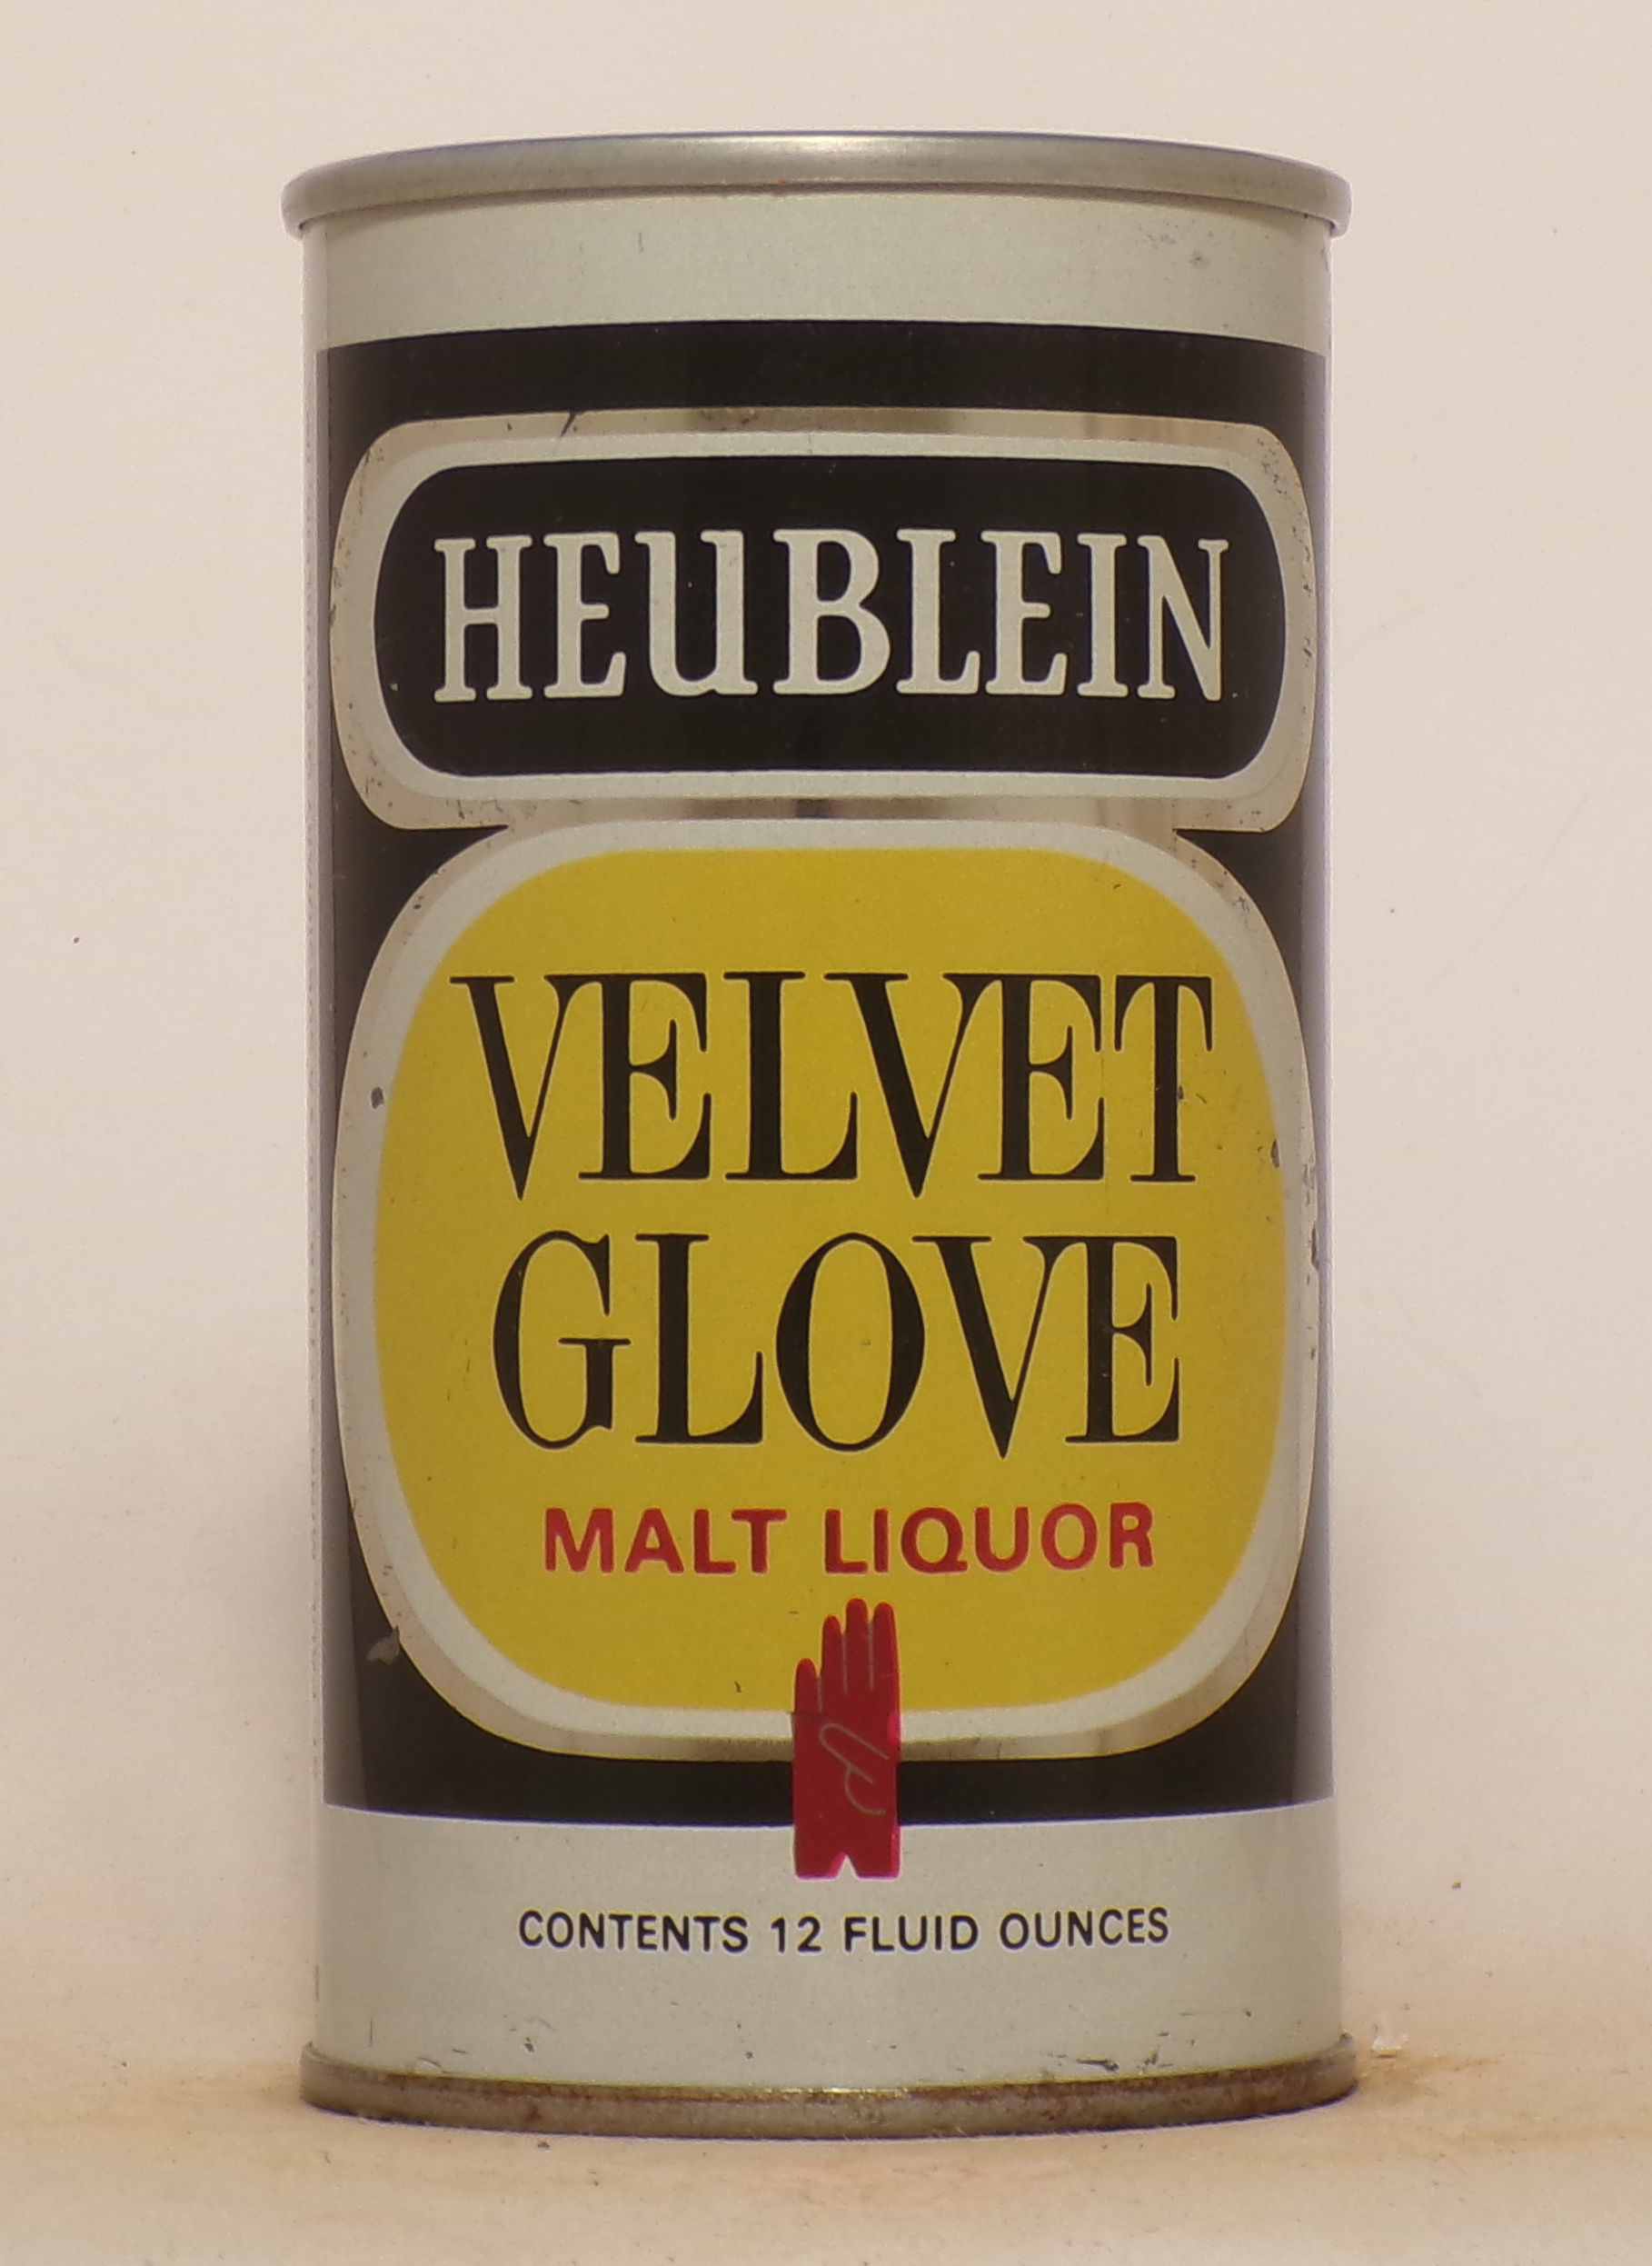 HEUBLEIN
VELVET
GLOVE
MALT LIQUOR
CONTENTS 12 FLUID OUNCES